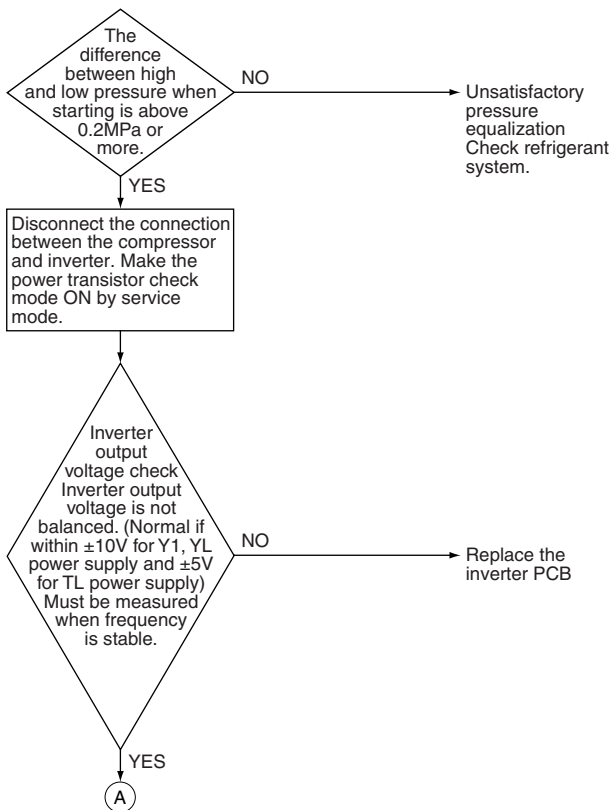 The
difference
between high
and low pressure when
starting is above
0.2MPa or
more.
NO
Unsatisfactory
pressure
equalization
Check refrigerant
system.
YES
Disconnect the connection
between the compressor
and inverter. Make the
power transistor check
mode ON by service
mode.
Inverter
output
voltage check
Inverter output
voltage is not
balanced. (Normal if
within ±10V for Y1, YL
power supply and ±5V
for TL power supply)
Must be measured
when frequency
is stable.
NO
Replace the
inverter PCB
YES
A